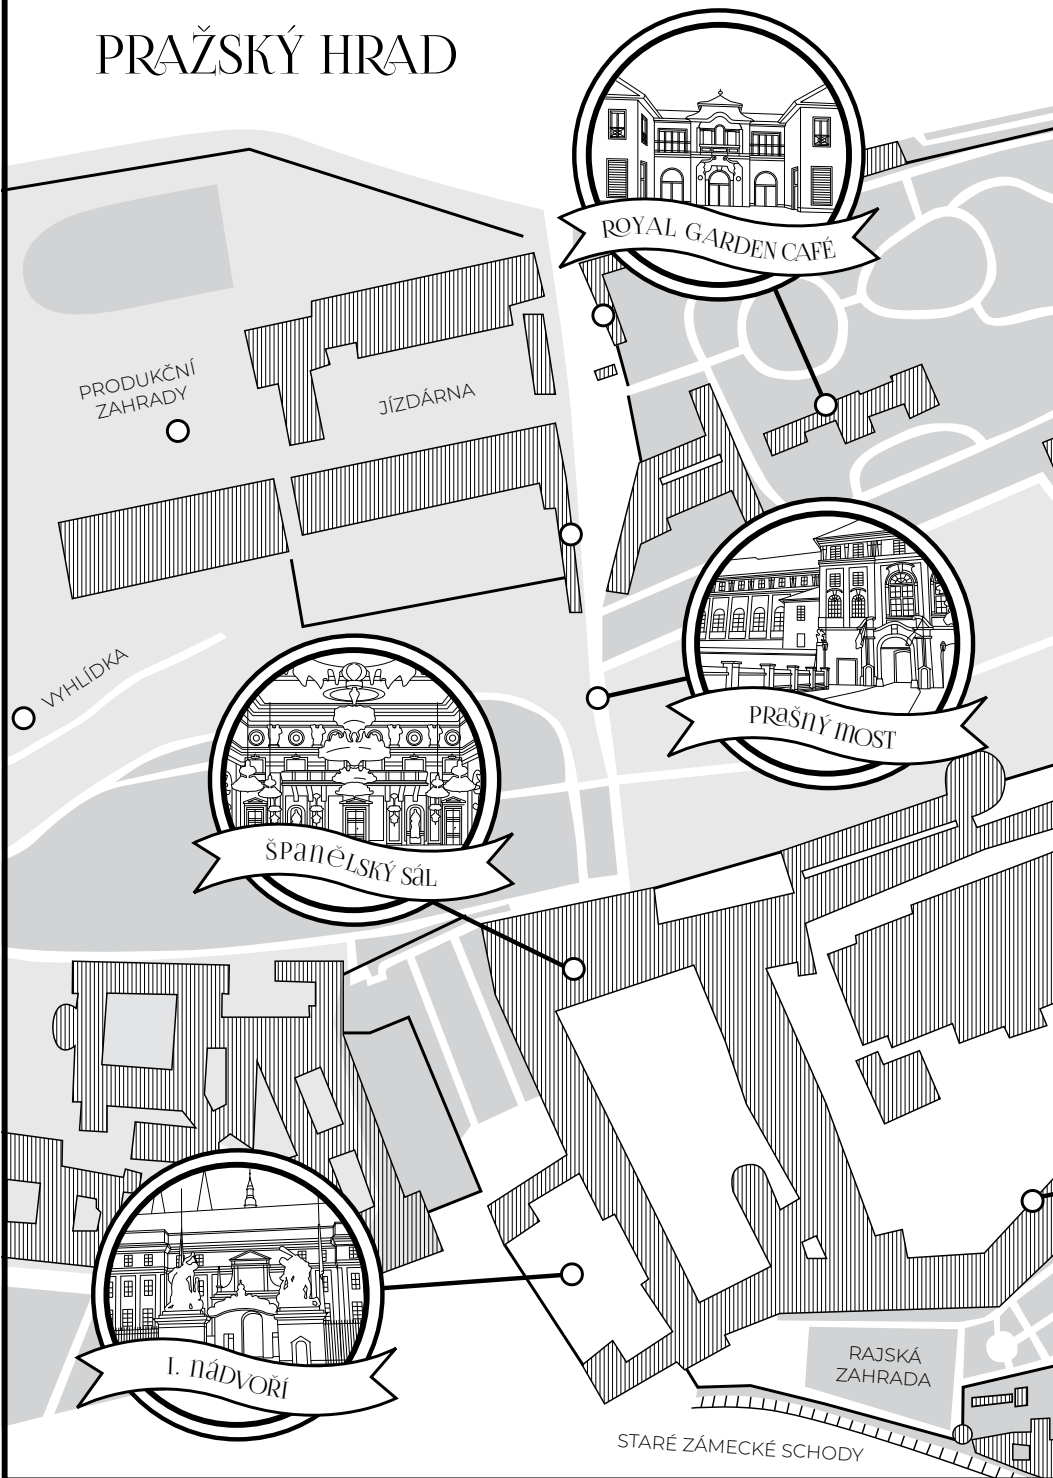 PRAŽSKÝ HRAD
ROYAL GARDEN CAFÉ
PRODUKČNÍ
ZAHRADY
JÍZDÁRNA
VYHLÍDKA
PRAŠNÝ MOST
ŠPANĚLSKÝ SÁL
I. NÁDVOŘÍ
RAJSKÁ
ZAHRADA
STARÉ ZÁMECKÉ SCHODY